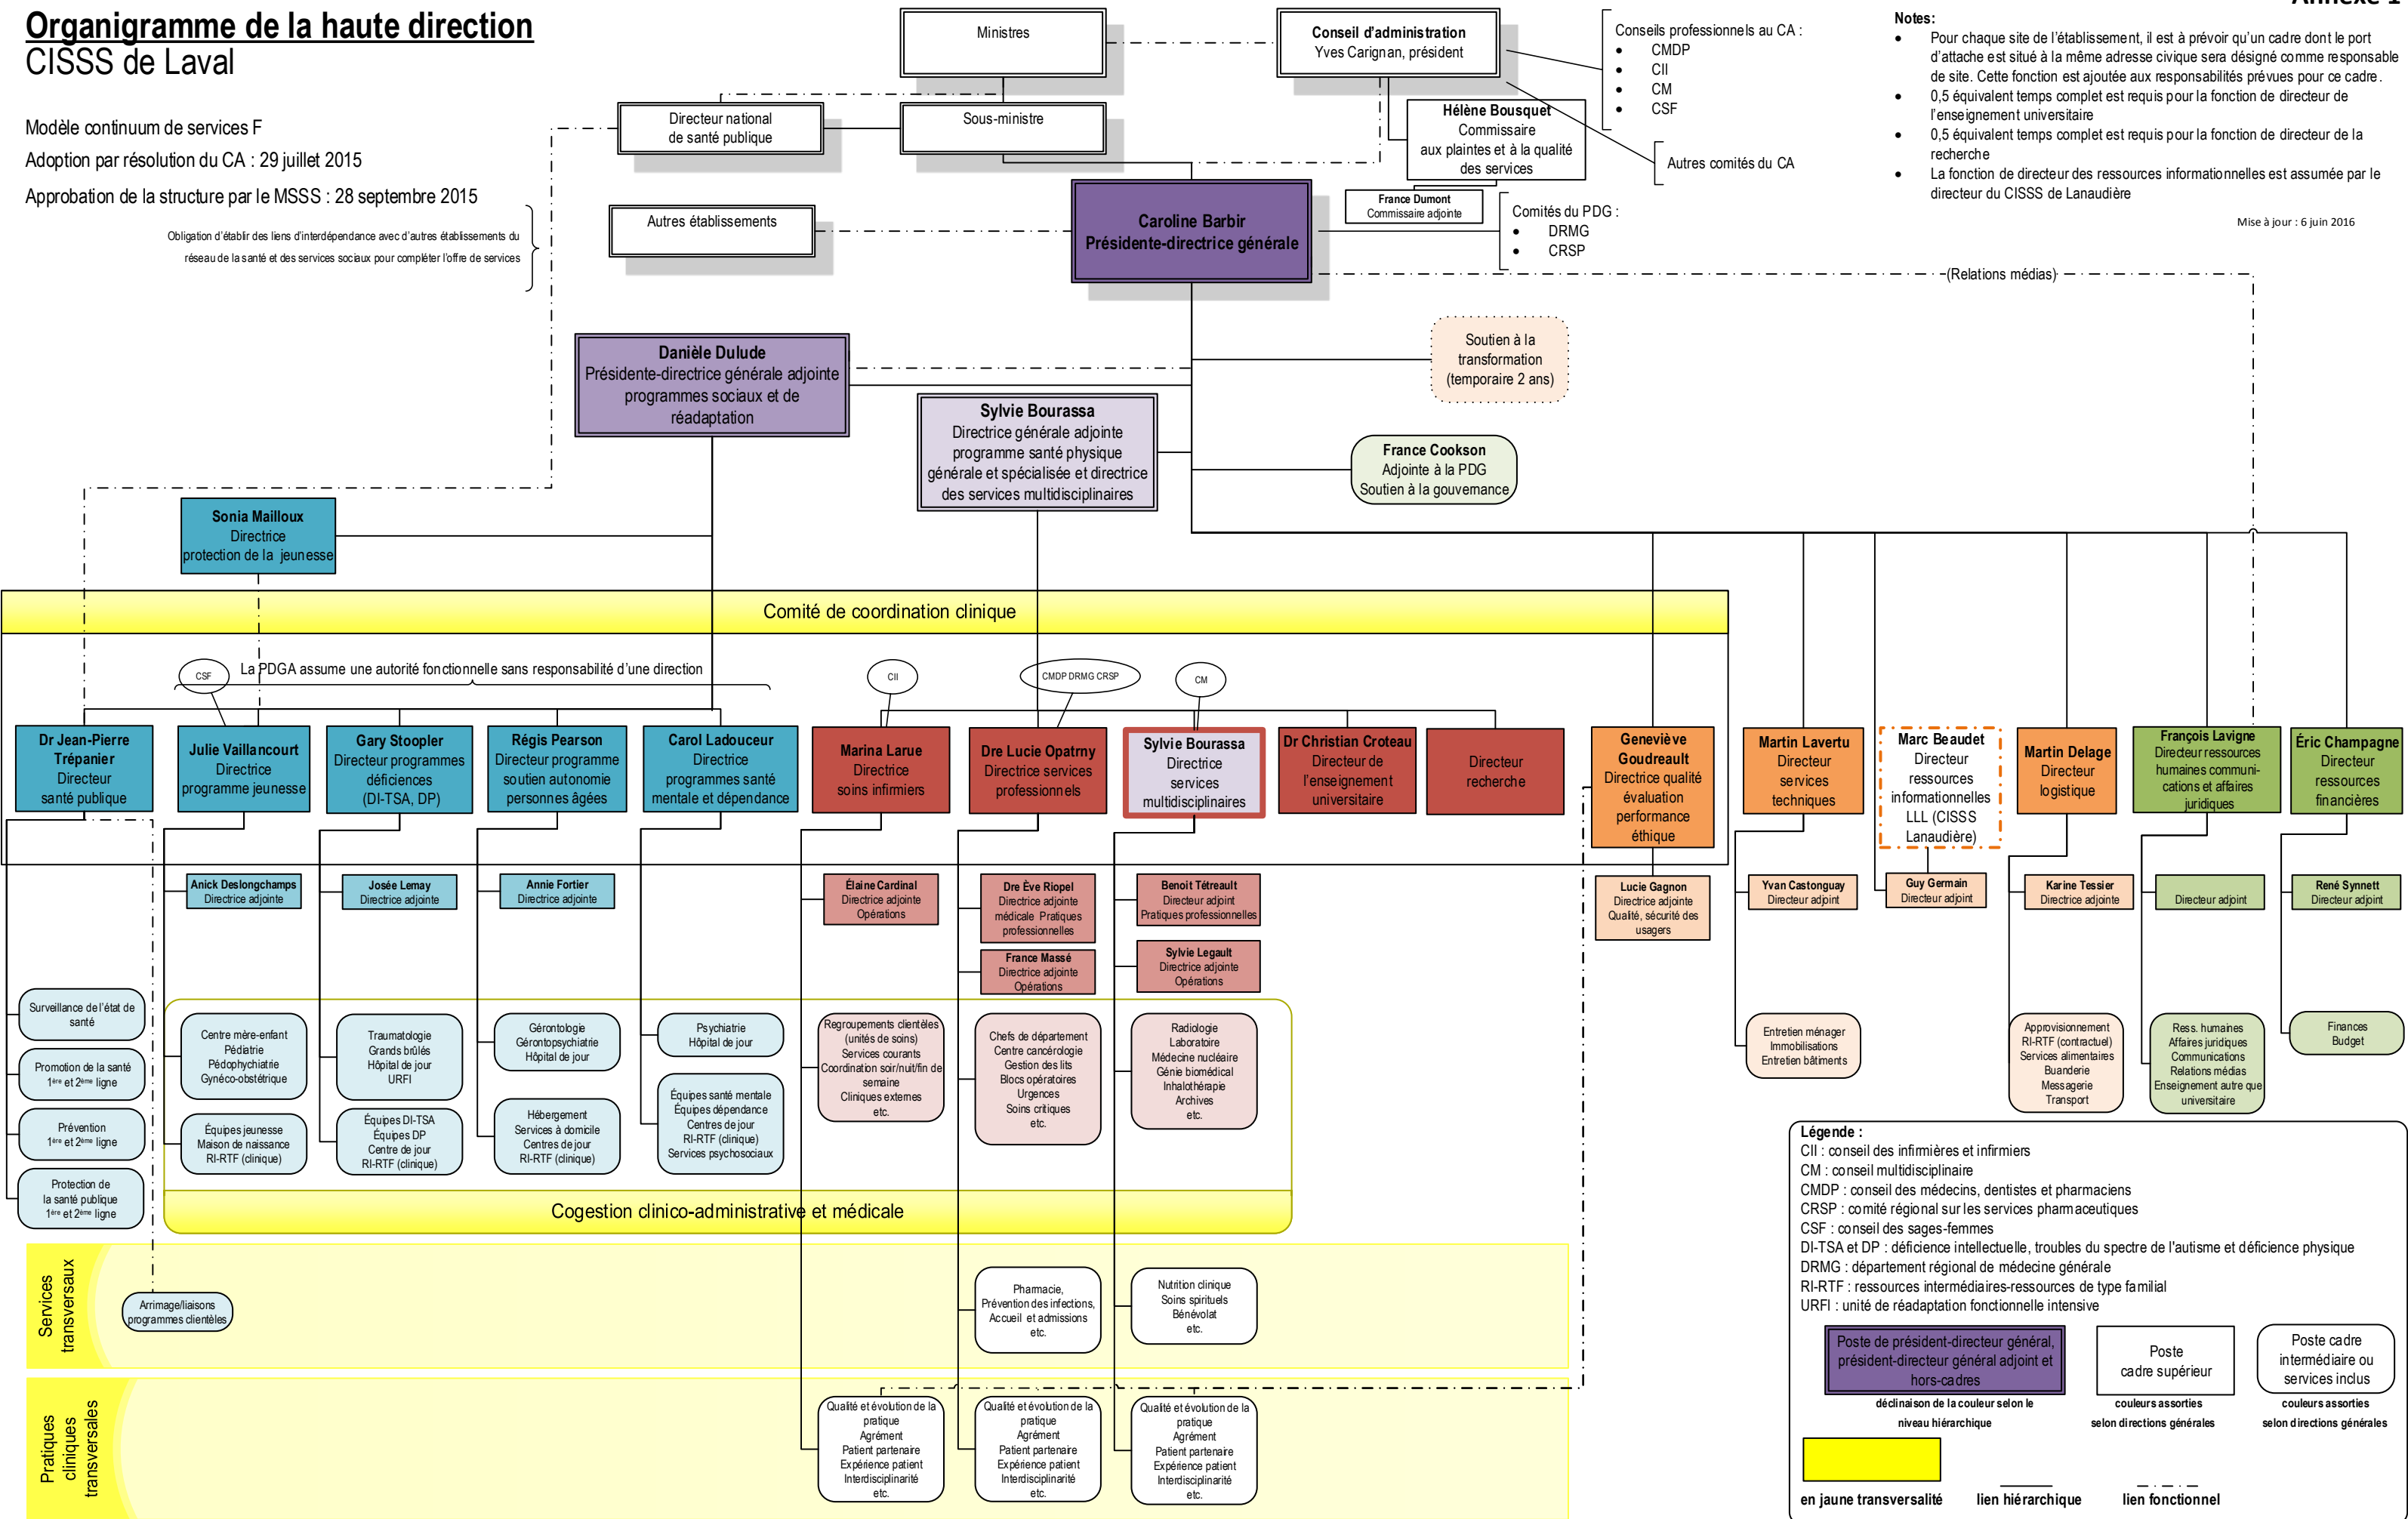 Organigramme de la haute direction
CISSS de Laval
Modèle continuum de services F
Adoption par résolution du CA : 29 juillet 2015
Approbation de la structure par le MSSS : 28 septembre 2015
Obligation d'établir des liens d'interdépendance avec d'autres établissements du
réseau de la santé et des services sociaux pour compléter l'offre de services
Ministres
Conseil d'administration
Yves Carignan, président
Conseils professionnels au CA :
• CMDP
• CII
• CM
• CSF
Autres comités du CA
Annexe 1
Notes:
• Pour chaque site de l'établissement, il est à prévoir qu'un cadre dont le port
d'attache est situé à la même adresse civique sera désigné comme responsable
de site. Cette fonction est ajoutée aux responsabilités prévues pour ce cadre.
• 0,5 équivalent temps complet est requis pour la fonction de directeur de
l'enseignement universitaire
• 0,5 équivalent temps complet est requis pour la fonction de directeur de la
recherche
• La fonction de directeur des ressources informationnelles est assumée par le
directeur du CISSS de Lanaudière
Mise à jour : 6 juin 2016
Directeur national
de santé publique
Sous-ministre
Hélène Bousquet
Commissaire
aux plaintes et à la qualité
des services
France Dumont
Commissaire adjointe
Autres établissements
Caroline Barbir
Présidente-directrice générale
Comités du PDG :
• DRMG
• CRSP
(Relations médias)
Danièle Dulude
Présidente-directrice générale adjointe
programmes sociaux et de
réadaptation
Soutien à la
transformation
(temporaire 2 ans)
Sylvie Bourassa
Directrice générale adjointe
programme santé physique
générale et spécialisée et directrice
des services multidisciplinaires
France Cookson
Adjointe à la PDG
Soutien à la gouvernance
Sonia Mailloux
Directrice
protection de la jeunesse
Comité de coordination clinique
La PDGA assume une autorité fonctionnelle sans responsabilité d'une direction
CSF
CII
CMDP DRMG CRSP
CM
Dr Jean-Pierre
Trépanier
Directeur
santé publique
Julie Vaillancourt
Directrice
programme jeunesse
Gary Stoopler
Directeur programmes
déficiences
(DI-TSA, DP)
Régis Pearson
Directeur programme
soutien autonomie
personnes âgées
Carol Ladouceur
Directrice
programmes santé
mentale et dépendance
Marina Larue
Directrice
soins infirmiers
Dre Lucie Opatrny
Directrice services
professionnels
Sylvie Bourassa
Directrice
services
multidisciplinaires
Dr Christian Croteau
Directeur de
l'enseignement
universitaire
Directeur
recherche
Geneviève
Goudreault
Directrice qualité
évaluation
performance
éthique
Martin Lavertu
Directeur
services
techniques
Marc Beaudet
Directeur
ressources
informationnelles
LLL (CISSS
Lanaudière)
Martin Delage
Directeur
logistique
François Lavigne
Directeur ressources
humaines communi-
cations et affaires
juridiques
Éric Champagne
Directeur
ressources
financières
Anick Deslongchamps
Directrice adjointe
Josée Lemay
Directrice adjointe
Annie Fortier
Directrice adjointe
Élaine Cardinal
Directrice adjointe
Opérations
Dre Ève Riopel
Directrice adjointe
médicale Pratiques
professionnelles
France Massé
Directrice adjointe
Opérations
Benoit Tétreault
Directeur adjoint
Pratiques professionnelles
Sylvie Legault
Directrice adjointe
Opérations
Lucie Gagnon
Directrice adjointe
Qualité, sécurité des
usagers
Yvan Castonguay
Directeur adjoint
Guy Germain
Directeur adjoint
Karine Tessier
Directrice adjointe
Directeur adjoint
René Synnett
Directeur adjoint
Surveillance de l'état de
santé
Promotion de la santé
1ère et 2ème ligne
Prévention
1ère et 2ème ligne
Protection de
la santé publique
1ère et 2ème ligne
Centre mère-enfant
Pédiatrie
Pédophychiatrie
Gynéco-obstétrique
Équipes jeunesse
Maison de naissance
RI-RTF (clinique)
Traumatologie
Grands brûlés
Hôpital de jour
URFI
Équipes DI-TSA
Équipes DP
Centre de jour
RI-RTF (clinique)
Gérontologie
Gérontopsychiatrie
Hôpital de jour
Hébergement
Services à domicile
Centres de jour
RI-RTF (clinique)
Psychiatrie
Hôpital de jour
Équipes santé mentale
Équipes dépendance
Centres de jour
RI-RTF (clinique)
Services psychosociaux
Regroupements clientèles
(unités de soins)
Services courants
Coordination soir/nuit/fin de
semaine
Cliniques externes
etc.
Chefs de département
Centre cancérologie
Gestion des lits
Blocs opératoires
Urgences
Soins critiques
etc.
Radiologie
Laboratoire
Médecine nucléaire
Génie biomédical
Inhalothérapie
Archives
etc.
Entretien ménager
Immobilisations
Entretien bâtiments
Approvisionnement
RI-RTF (contractuel)
Services alimentaires
Buanderie
Messagerie
Transport
Ress. humaines
Affaires juridiques
Communications
Relations médias
Enseignement autre que
universitaire
Finances
Budget
Cogestion clinico-administrative et médicale
Services
transversaux
Arrimage/liaisons
programmes clientèles
Pharmacie,
Prévention des infections,
Accueil et admissions
etc.
Nutrition clinique
Soins spirituels
Bénévolat
etc.
Pratiques
cliniques
transversales
Qualité et évolution de la
pratique
Agrément
Patient partenaire
Expérience patient
Interdisciplinarité
etc.
Qualité et évolution de la
pratique
Agrément
Patient partenaire
Expérience patient
Interdisciplinarité
etc.
Qualité et évolution de la
pratique
Agrément
Patient partenaire
Expérience patient
Interdisciplinarité
etc.
Légende :
CII : conseil des infirmières et infirmiers
CM : conseil multidisciplinaire
CMDP : conseil des médecins, dentistes et pharmaciens
CRSP : comité régional sur les services pharmaceutiques
CSF : conseil des sages-femmes
DI-TSA et DP : déficience intellectuelle, troubles du spectre de l'autisme et déficience physique
DRMG : département régional de médecine générale
RI-RTF : ressources intermédiaires-ressources de type familial
URFI : unité de réadaptation fonctionnelle intensive
Poste de président-directeur général,
président-directeur général adjoint et
hors-cadres
déclinaison de la couleur selon le
niveau hiérarchique
Poste
cadre supérieur
couleurs assorties
selon directions générales
Poste cadre
intermédiaire ou
services inclus
couleurs assorties
selon directions générales
en jaune transversalité
lien hiérarchique
lien fonctionnel